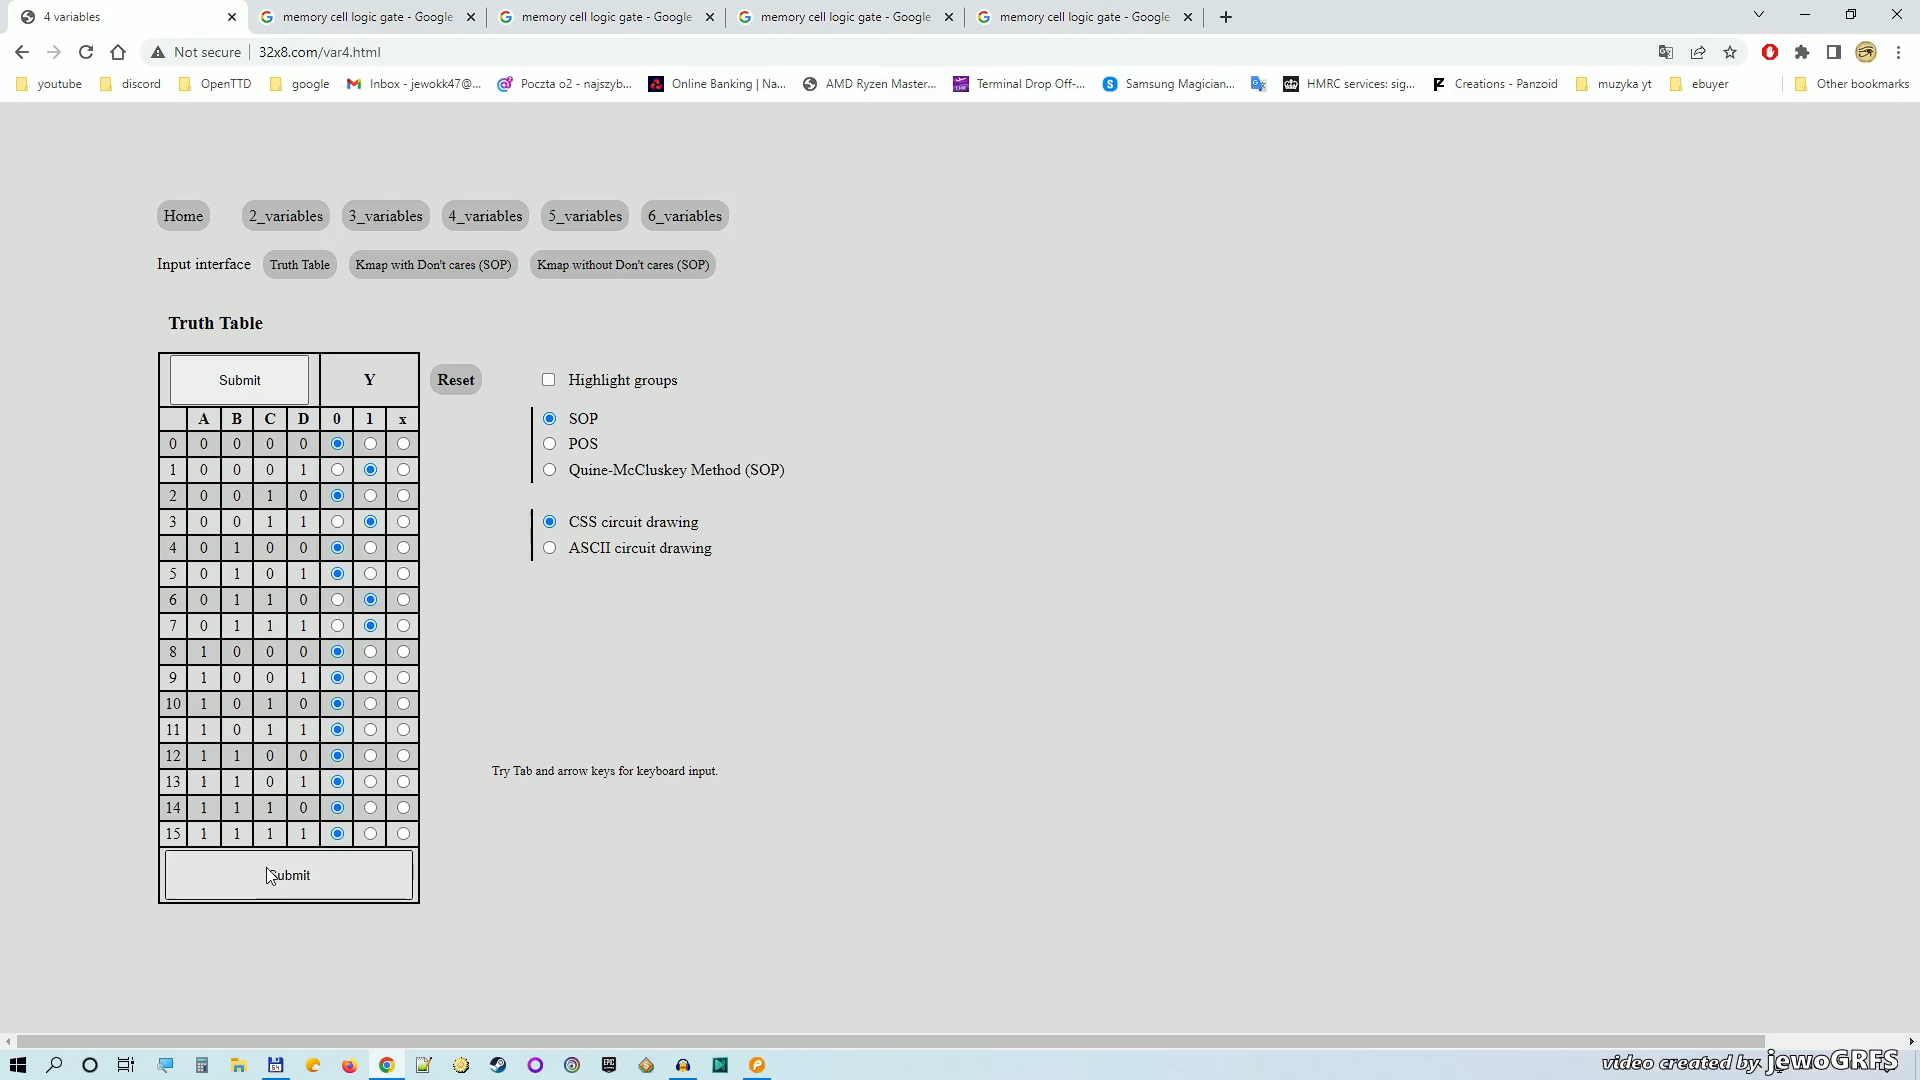 4 variables
memory cell logic gate - Google
memory cell logic gate - Google
memory cell logic gate - Google
memory cell logic gate - Google
Not secure
32x8.com/var4.html
youtube
discord
OpenTTD
google
Inbox - jewokk47@...
Poczta o2 - najszyb...
Online Banking | Na...
AMD Ryzen Master...
Terminal Drop Off-...
Samsung Magician...
HMRC services: sig...
Creations - Panzoid
muzyka yt
ebuyer
Other bookmarks
Home
2_variables
3_variables
4_variables
5_variables
6_variables
Input interface
Truth Table
Kmap with Don't cares (SOP)
Kmap without Don't cares (SOP)
Truth Table
Submit
Y
Reset
Highlight groups
A B C D 0 1 x
SOP
0 0 0 0 0
POS
1 0 0 0 1
Quine-McCluskey Method (SOP)
2 0 0 1 0
3 0 0 1 1
CSS circuit drawing
4 0 1 0 0
ASCII circuit drawing
5 0 1 0 1
6 0 1 1 0
7 0 1 1 1
8 1 0 0 0
9 1 0 0 1
10 1 0 1 0
11 1 0 1 1
12 1 1 0 0
Try Tab and arrow keys for keyboard input.
13 1 1 0 1
14 1 1 1 0
15 1 1 1 1
Submit
video created by jewoGRFS